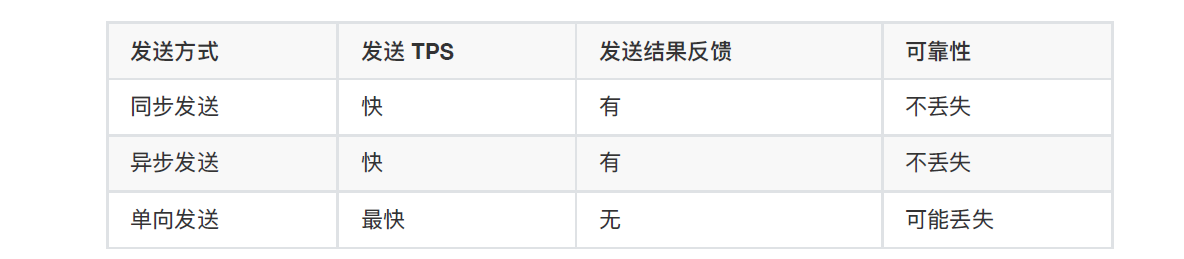 发送方式 发送 TPS 发送结果反馈 可靠性
同步发送 快 有 不丢失
异步发送 快 有 不丢失
单向发送 最快 无 可能丢失